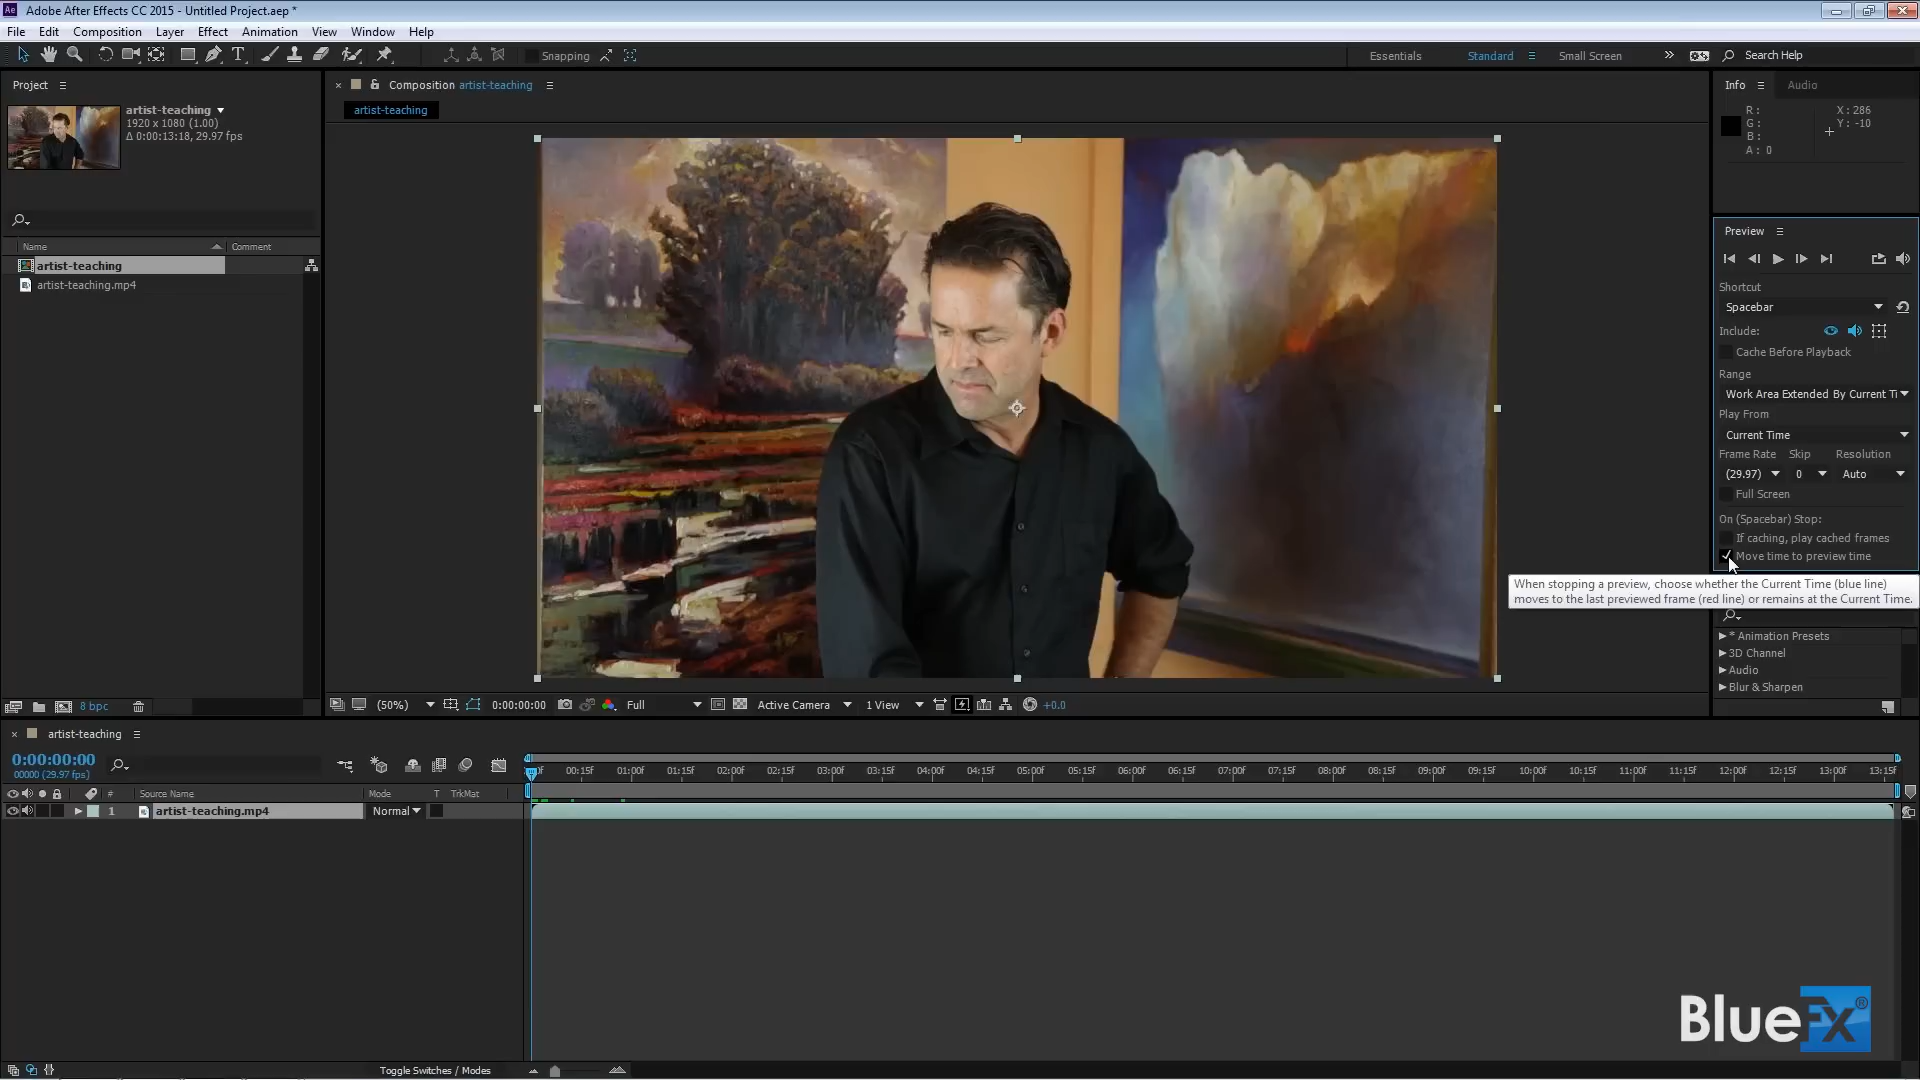 Adobe After Effects CC 2015 - Untitled Project.aep *
File Edit Composition Layer Effect Animation View Window Help
Snapping
Essentials Standard Small Screen Search Help
Project
artist-teaching
1920 x 1080 (1.00)
Δ 0:00:13:18, 29.97 fps
Name Comment
artist-teaching
artist-teaching.mp4
8 bpc
Composition artist-teaching
artist-teaching
(50%) 0:00:00:00 Full Active Camera 1 View +0.0
Info Audio
R :
G :
B :
A : 0
X : 286
Y : -10
Preview
Shortcut
Spacebar
Include:
Cache Before Playback
Range
Work Area Extended By Current Ti
Play From
Current Time
Frame Rate Skip Resolution
(29.97) 0 Auto
Full Screen
On (Spacebar) Stop:
If caching, play cached frames
Move time to preview time
When stopping a preview, choose whether the Current Time (blue line)
moves to the last previewed frame (red line) or remains at the Current Time.
* Animation Presets
3D Channel
Audio
Blur & Sharpen
artist-teaching
0:00:00:00
00000 (29.97 fps)
00:15f 01:00f 01:15f 02:00f 02:15f 03:00f 03:15f 04:00f 04:15f 05:00f 05:15f 06:00f 06:15f 07:00f 07:15f 08:00f 08:15f 09:00f 09:15f 10:00f 10:15f 11:00f 11:15f 12:00f 12:15f 13:00f 13:15f
# Source Name Mode T TrkMat
1 artist-teaching.mp4 Normal
Toggle Switches / Modes
BlueFx®